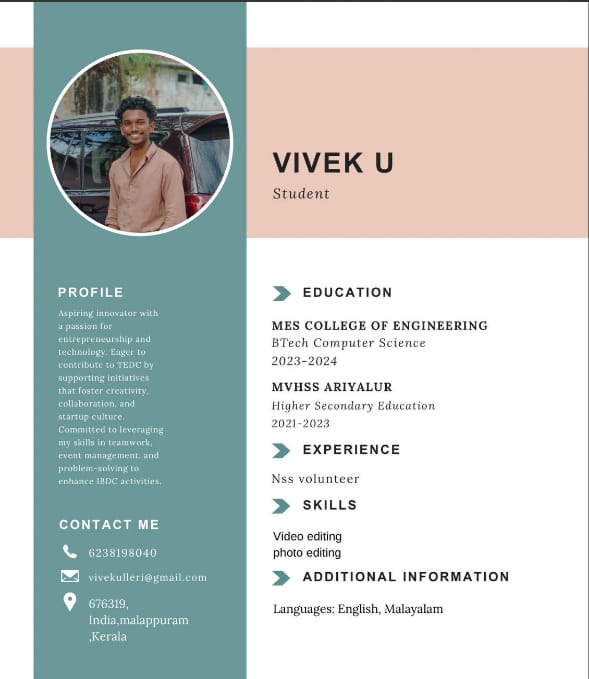 VIVEK U
Student
PROFILE
Aspiring innovator with
a passion for
entrepreneurship and
technology. Eager to
contribute to TEDC by
supporting initiatives
that foster creativity,
collaboration, and
startup culture.
Committed to leveraging
my skills in teamwork,
event management, and
problem-solving to
enhance IBDC activities.
CONTACT ME
6238198040
vivekulleri@gmail.com
676319,
India,malappuram
,Kerala
EDUCATION
MES COLLEGE OF ENGINEERING
BTech Computer Science
2023-2024
MVHSS ARIYALUR
Higher Secondary Education
2021-2023
EXPERIENCE
Nss volunteer
SKILLS
Video editing
photo editing
ADDITIONAL INFORMATION
Languages: English, Malayalam